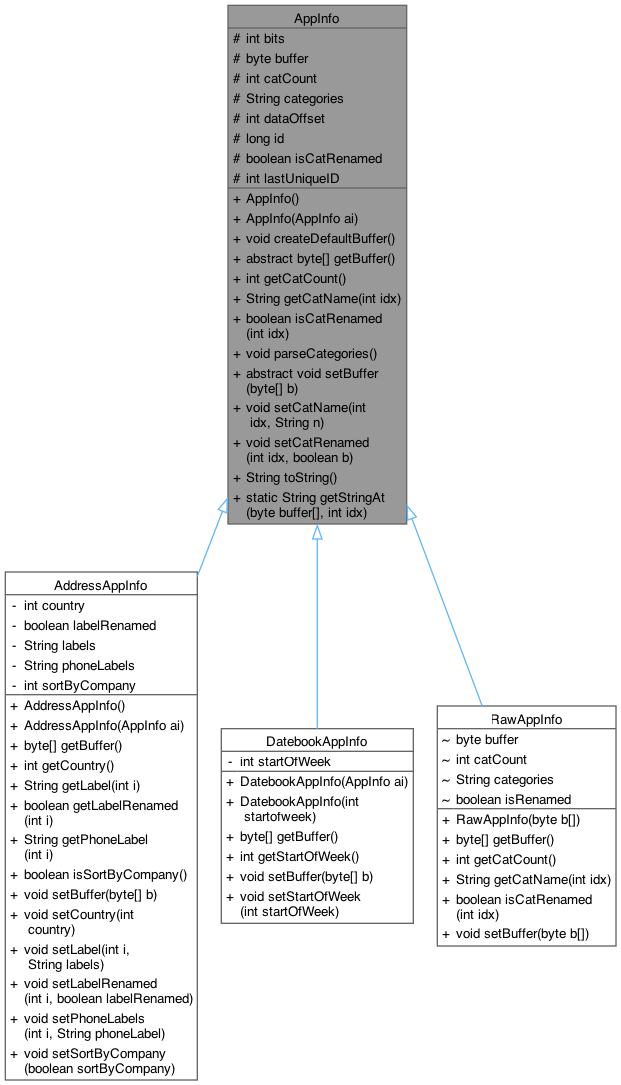 AppInfo
# int bits
# byte buffer
# int catCount
# String categories
# int dataOffset
# long id
# boolean isCatRenamed
# int lastUniqueID
+ AppInfo()
+ AppInfo(AppInfo ai)
+ void createDefaultBuffer()
+ abstract byte[] getBuffer()
+ int getCatCount()
+ String getCatName(int idx)
+ boolean isCatRenamed
(int idx)
+ void parseCategories()
+ abstract void setBuffer
(byte[] b)
+ void setCatName(int
idx, String n)
+ void setCatRenamed
(int idx, boolean b)
+ String toString()
+ static String getStringAt
(byte buffer[], int idx)
AddressAppInfo
- int country
- boolean labelRenamed
- String labels
- String phoneLabels
- int sortByCompany
+ AddressAppInfo()
+ AddressAppInfo(AppInfo ai)
+ byte[] getBuffer()
+ int getCountry()
+ String getLabel(int i)
+ boolean getLabelRenamed
(int i)
+ String getPhoneLabel
(int i)
+ boolean isSortByCompany()
+ void setBuffer(byte[] b)
+ void setCountry(int
country)
+ void setLabel(int i,
String labels)
+ void setLabelRenamed
(int i, boolean labelRenamed)
+ void setPhoneLabels
(int i, String phoneLabel)
+ void setSortByCompany
(boolean sortByCompany)
DatebookAppInfo
- int startOfWeek
+ DatebookAppInfo(AppInfo ai)
+ DatebookAppInfo(int
startofweek)
+ byte[] getBuffer()
+ int getStartOfWeek()
+ void setBuffer(byte[] b)
+ void setStartOfWeek
(int startOfWeek)
RawAppInfo
~ byte buffer
~ int catCount
~ String categories
~ boolean isRenamed
+ RawAppInfo(byte b[])
+ byte[] getBuffer()
+ int getCatCount()
+ String getCatName(int idx)
+ boolean isCatRenamed
(int idx)
+ void setBuffer(byte b[])